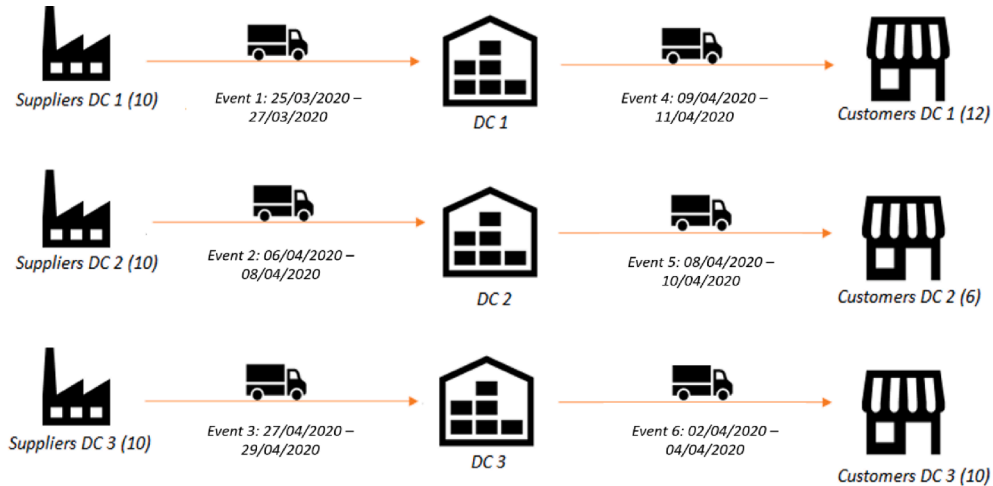 Suppliers DC 1 (10)
Event 1: 25/03/2020 –
27/03/2020
DC 1
Event 4: 09/04/2020 –
11/04/2020
Customers DC 1 (12)
Suppliers DC 2 (10)
Event 2: 06/04/2020 –
08/04/2020
DC 2
Event 5: 08/04/2020 –
10/04/2020
Customers DC 2 (6)
Suppliers DC 3 (10)
Event 3: 27/04/2020 –
29/04/2020
DC 3
Event 6: 02/04/2020 –
04/04/2020
Customers DC 3 (10)